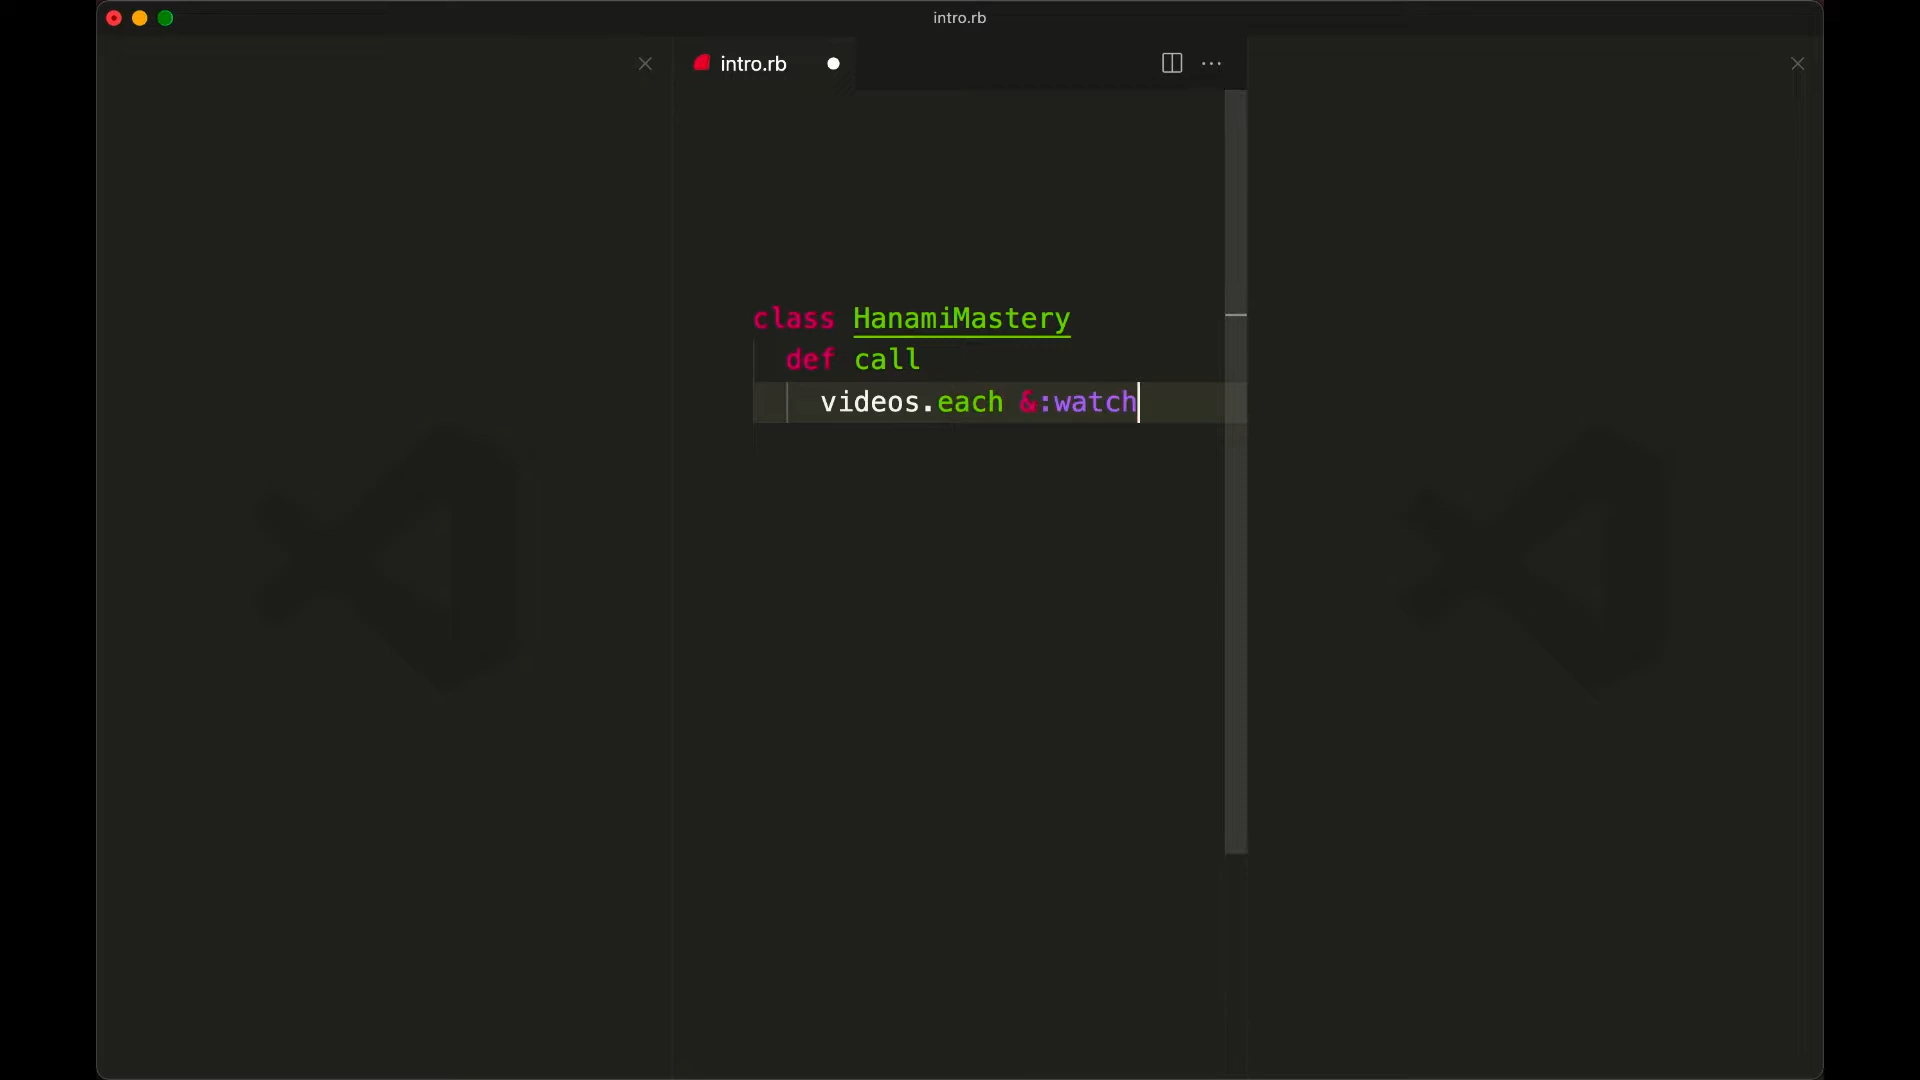 intro.rb
intro.rb
class HanamiMastery
def call
videos.each &:watch